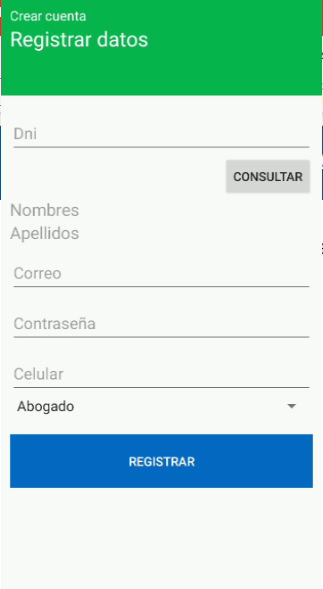 Crear cuenta
Registrar datos
Dni
CONSULTAR
Nombres
Apellidos
Correo
Contraseña
Celular
Abogado
REGISTRAR